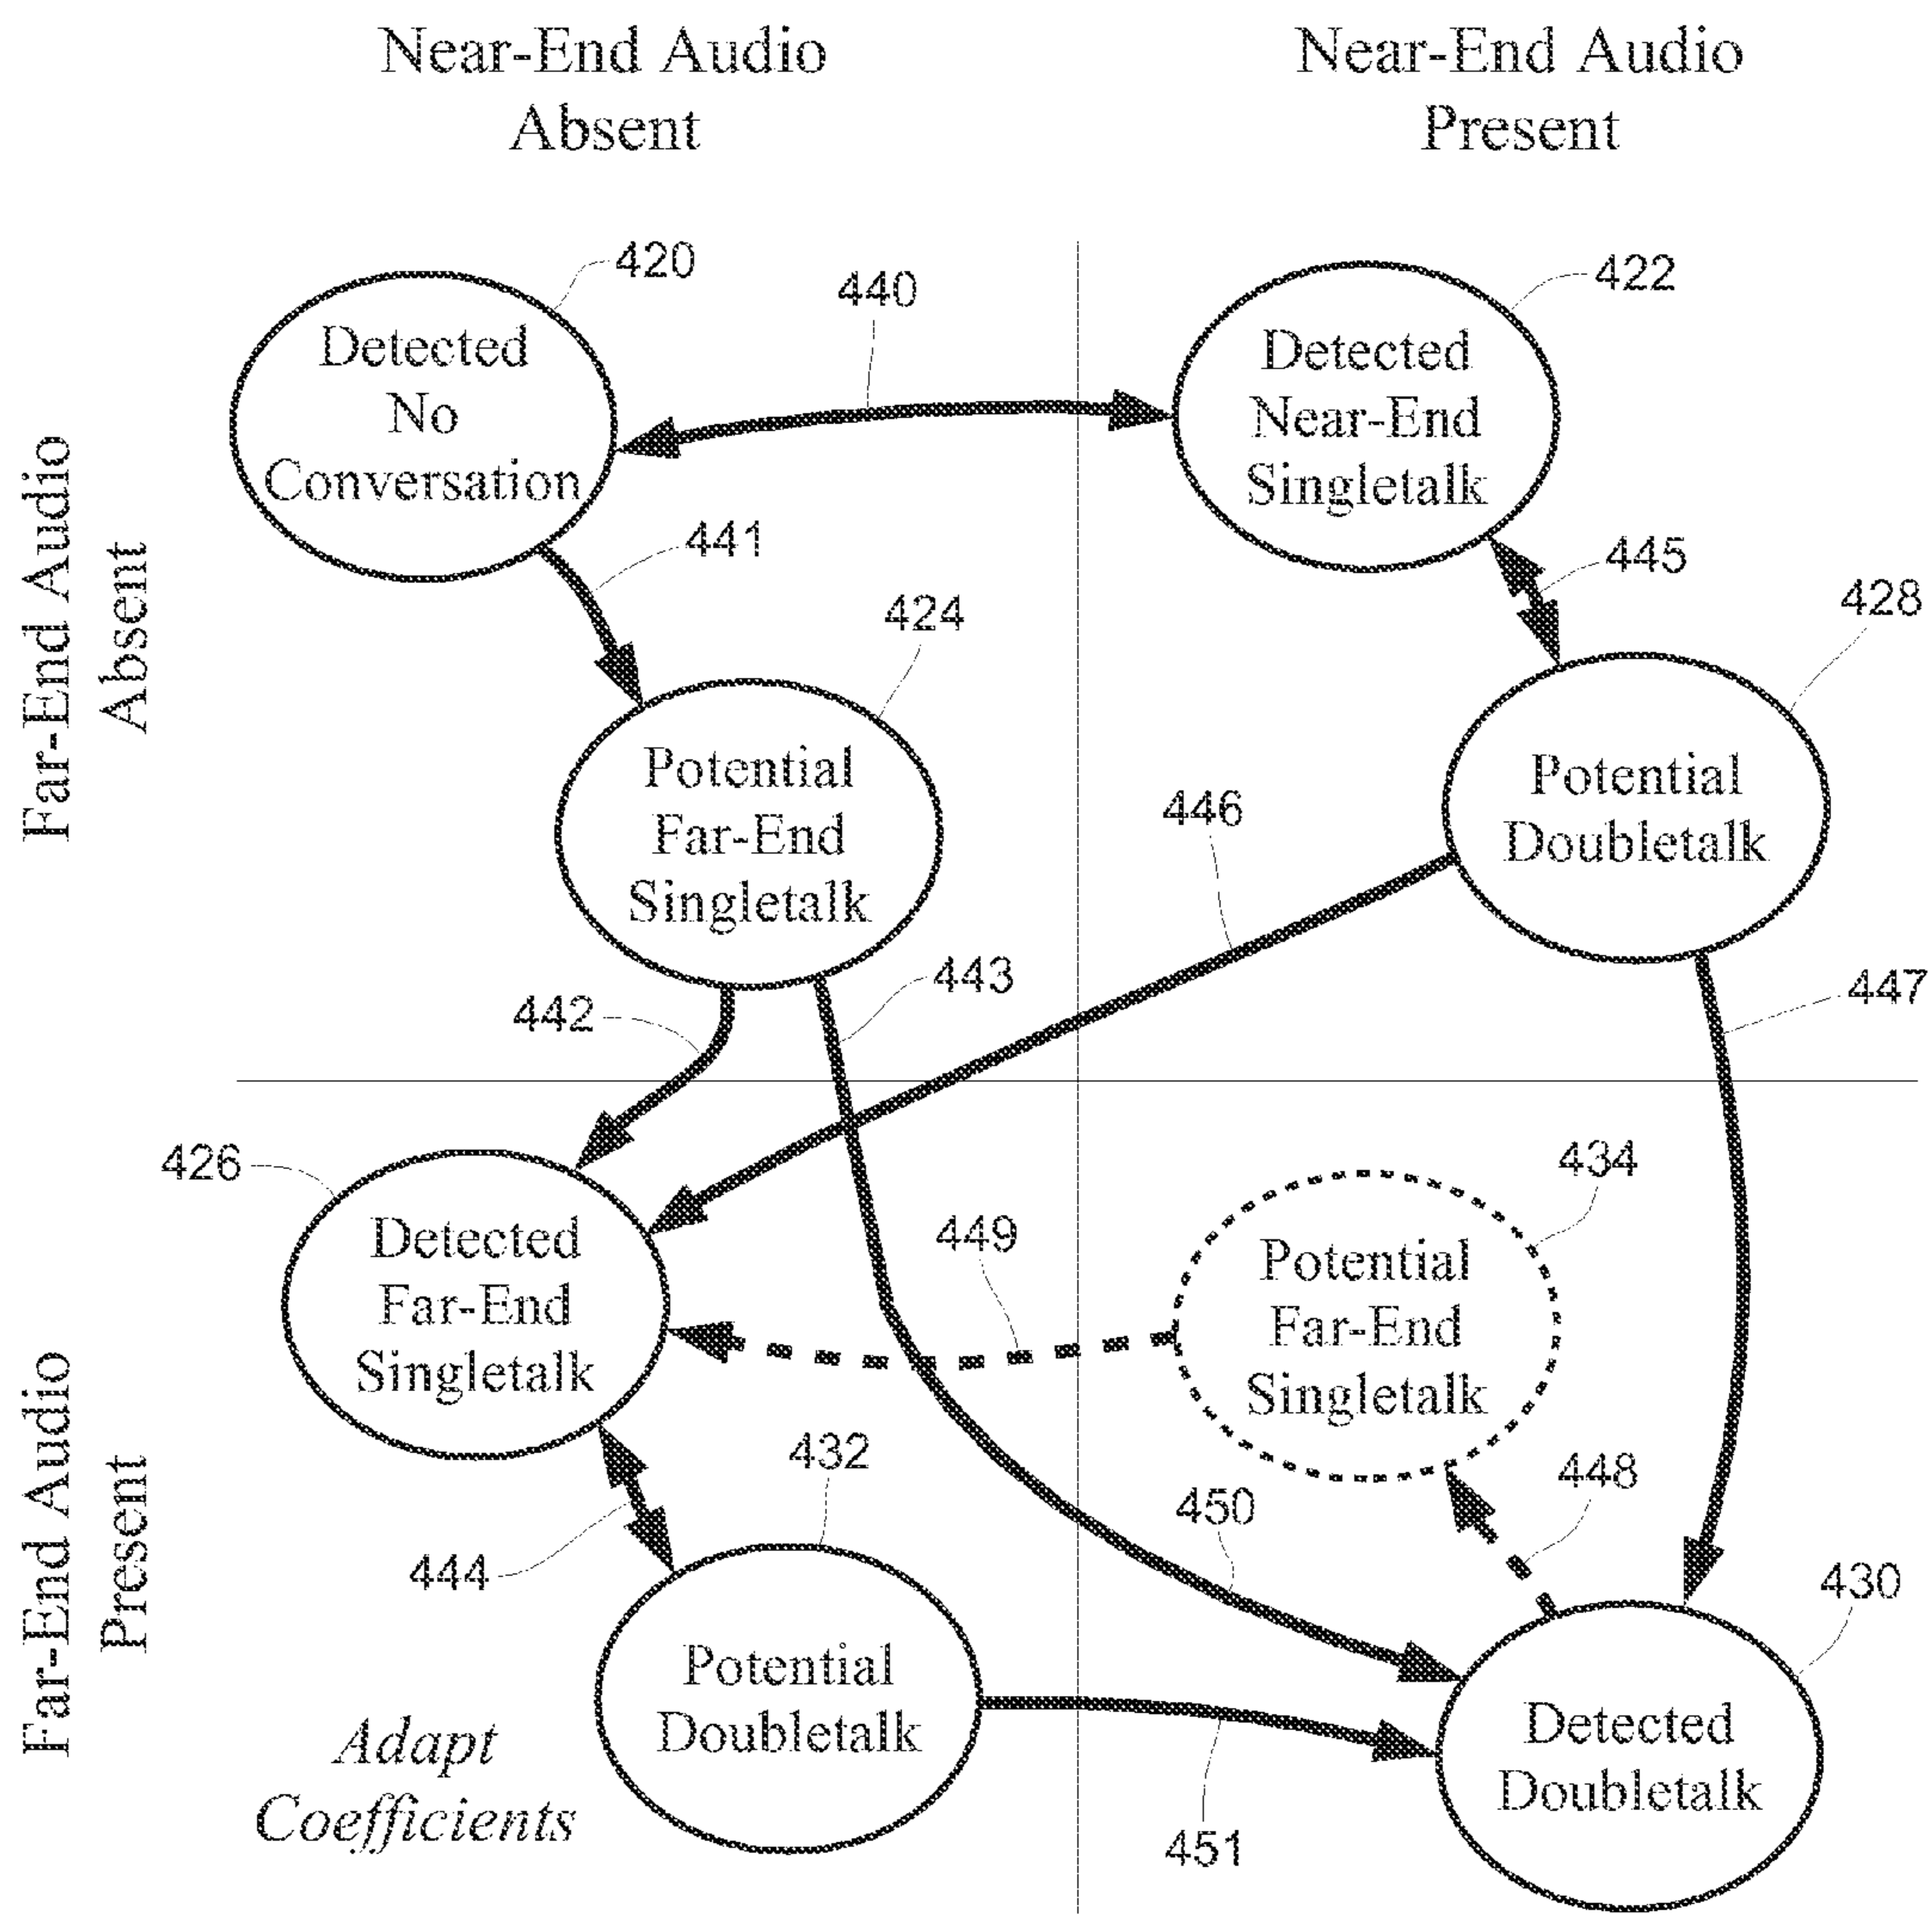 Near-End Audio
Absent
Near-End Audio
Present
Far-End Audio
Absent
420
440
422
Detected
No
Conversation
Detected
Near-End
Singletalk
441
445
424
428
Potential
Far-End
Singletalk
Potential
Doubletalk
446
443
442
447
Far-End Audio
Present
426
434
Detected
Far-End
Singletalk
449
Potential
Far-End
Singletalk
432
448
450
444
430
Potential
Doubletalk
Detected
Doubletalk
Adapt
Coefficients
451